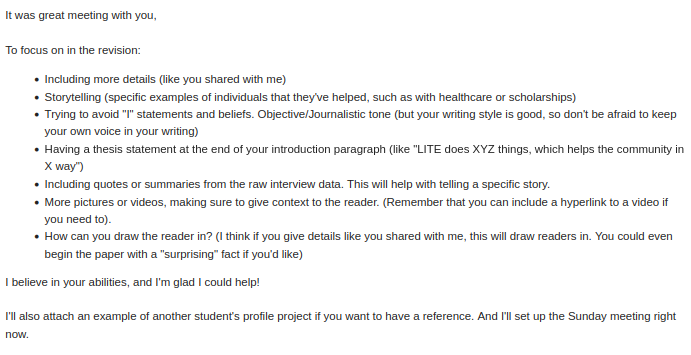 It was great meeting with you,
To focus on in the revision:
• Including more details (like you shared with me)
• Storytelling (specific examples of individuals that they've helped, such as with healthcare or scholarships)
• Trying to avoid "I" statements and beliefs. Objective/Journalistic tone (but your writing style is good, so don't be afraid to keep
your own voice in your writing)
• Having a thesis statement at the end of your introduction paragraph (like "LITE does XYZ things, which helps the community in
X way")
• Including quotes or summaries from the raw interview data. This will help with telling a specific story.
• More pictures or videos, making sure to give context to the reader. (Remember that you can include a hyperlink to a video if
you need to).
• How can you draw the reader in? (I think if you give details like you shared with me, this will draw readers in. You could even
begin the paper with a "surprising" fact if you'd like)
I believe in your abilities, and I'm glad I could help!
I'll also attach an example of another student's profile project if you want to have a reference. And I'll set up the Sunday meeting right
now.